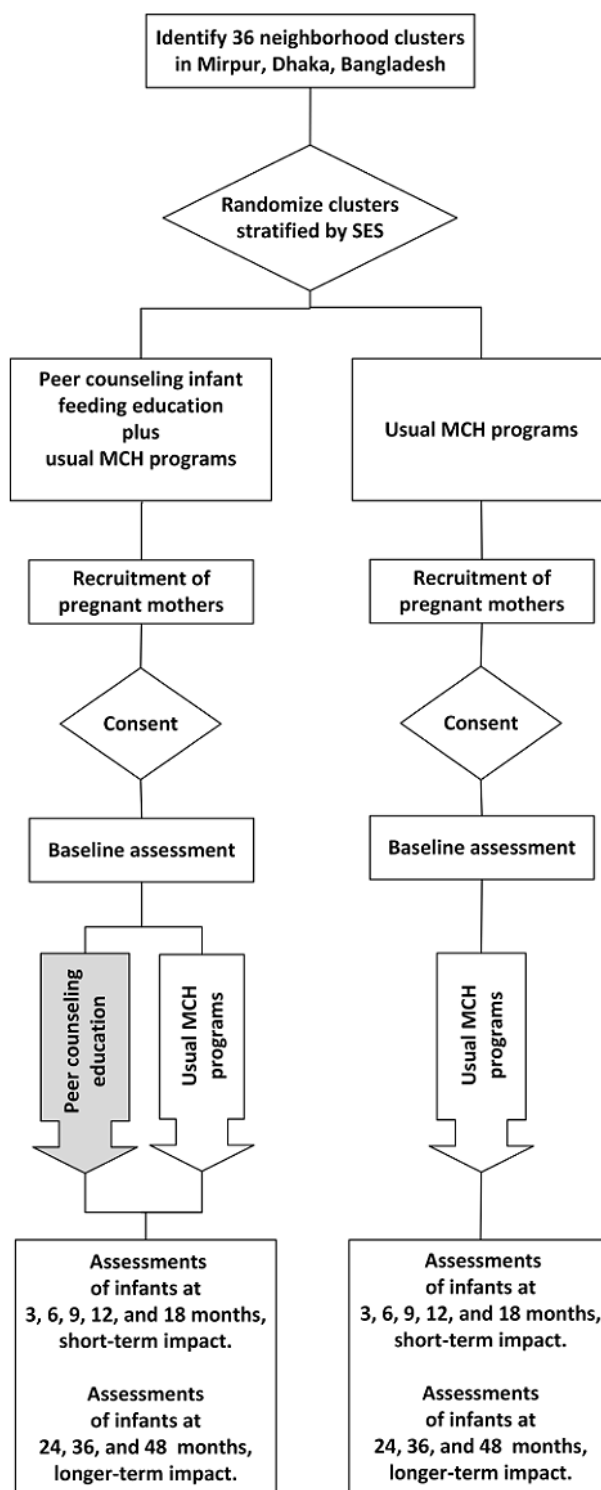 Identify 36 neighborhood clusters
in Mirpur, Dhaka, Bangladesh
Randomize clusters
stratified by SES
Peer counseling infant
feeding education
plus
usual MCH programs
Usual MCH programs
Recruitment of
pregnant mothers
Recruitment of
pregnant mothers
Consent
Consent
Baseline assessment
Baseline assessment
Peer counseling
education
Usual MCH
programs
Usual MCH
programs
Assessments
of infants at
3, 6, 9, 12, and 18 months,
short-term impact.
Assessments
of infants at
24, 36, and 48 months,
longer-term impact.
Assessments
of infants at
3, 6, 9, 12, and 18 months,
short-term impact.
Assessments
of infants at
24, 36, and 48 months,
longer-term impact.